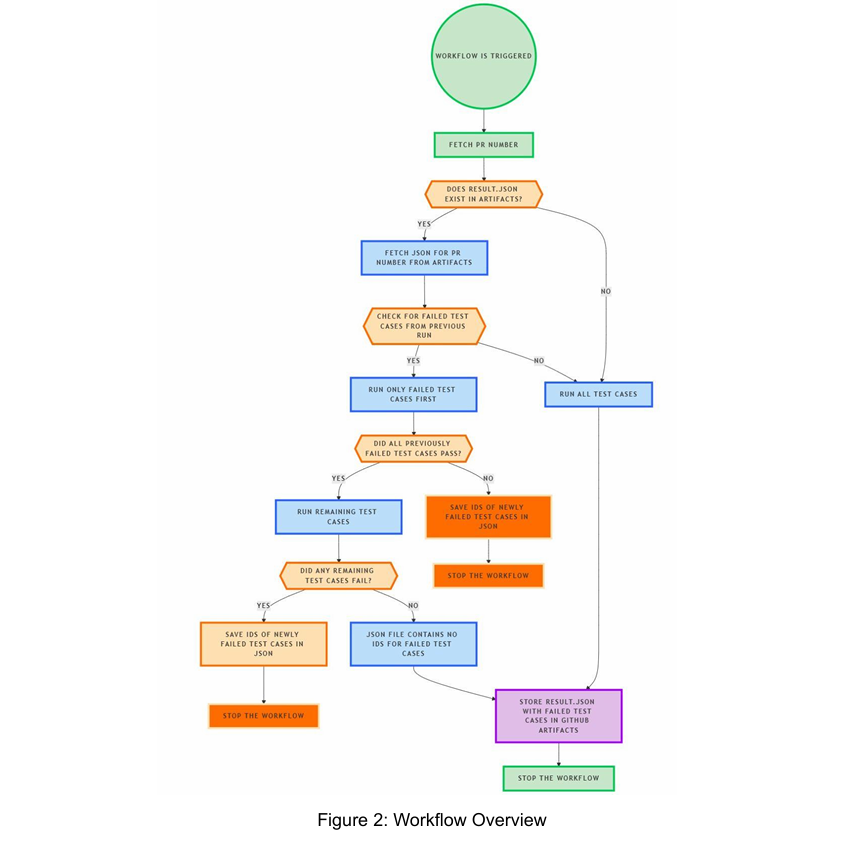 WORKFLOW IS TRIGGERED
FETCH PR NUMBER
DOES RESULT.JSON
EXIST IN ARTIFACTS?
YES
FETCH JSON FOR PR
NUMBER FROM ARTIFACTS
NO
CHECK FOR FAILED TEST
CASES FROM PREVIOUS
RUN
YES
NO
RUN ONLY FAILED TEST
CASES FIRST
RUN ALL TEST CASES
DID ALL PREVIOUSLY
FAILED TEST CASES PASS?
YES
NO
RUN REMAINING TEST
CASES
SAVE IDS OF NEWLY
FAILED TEST CASES IN
JSON
DID ANY REMAINING
TEST CASES FAIL?
STOP THE WORKFLOW
YES
NO
SAVE IDS OF NEWLY
FAILED TEST CASES IN
JSON
JSON FILE CONTAINS NO
IDS FOR FAILED TEST
CASES
STOP THE WORKFLOW
STORE RESULT.JSON
WITH FAILED TEST
CASES IN GITHUB
ARTIFACTS
STOP THE WORKFLOW
Figure 2: Workflow Overview